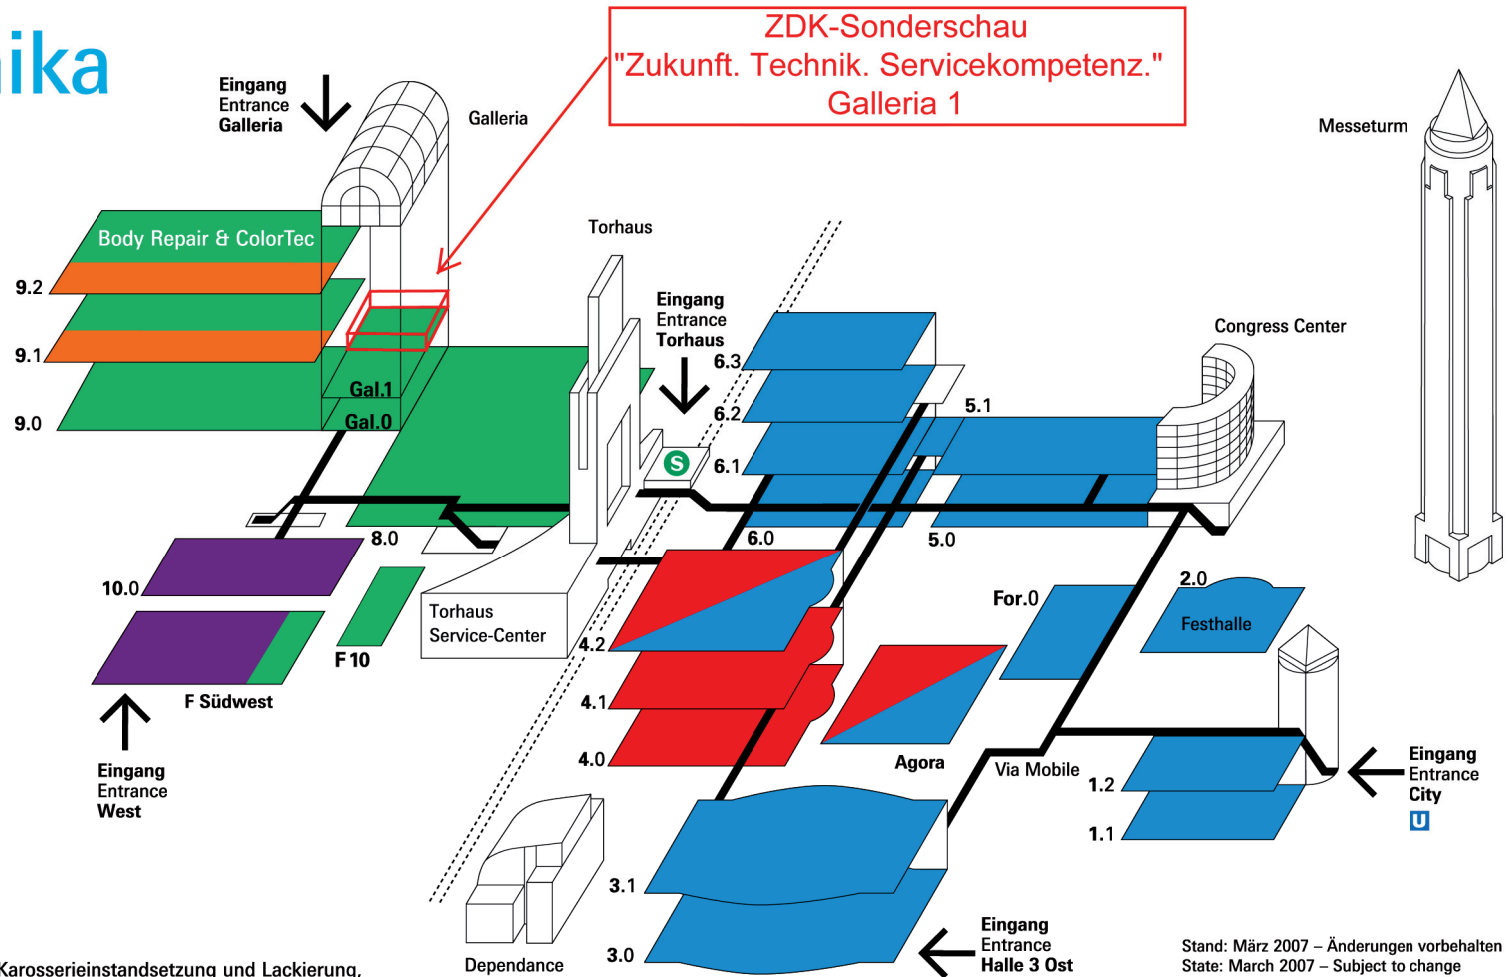 ika
ZDK-Sonderschau
"Zukunft. Technik. Servicekompetenz."
Galleria 1
Eingang
Entrance
Galleria
Galleria
Messeturm
Body Repair & ColorTec
Torhaus
9.2
Eingang
Entrance
Torhaus
Congress Center
9.1
6.3
Gal.1
5.1
9.0
Gal.0
6.2
6.1
S
8.0
6.0
5.0
10.0
2.0
For.0
Festhalle
Torhaus
Service-Center
4.2
F 10
F Südwest
4.1
Eingang
Entrance
West
4.0
Agora
Via Mobile
1.2
Eingang
Entrance
City
U
1.1
3.1
3.0
Eingang
Entrance
Halle 3 Ost
Dependance
Stand: März 2007 – Änderungen vorbehalten
State: March 2007 – Subject to change
Karosserieinstandsetzung und Lackierung,